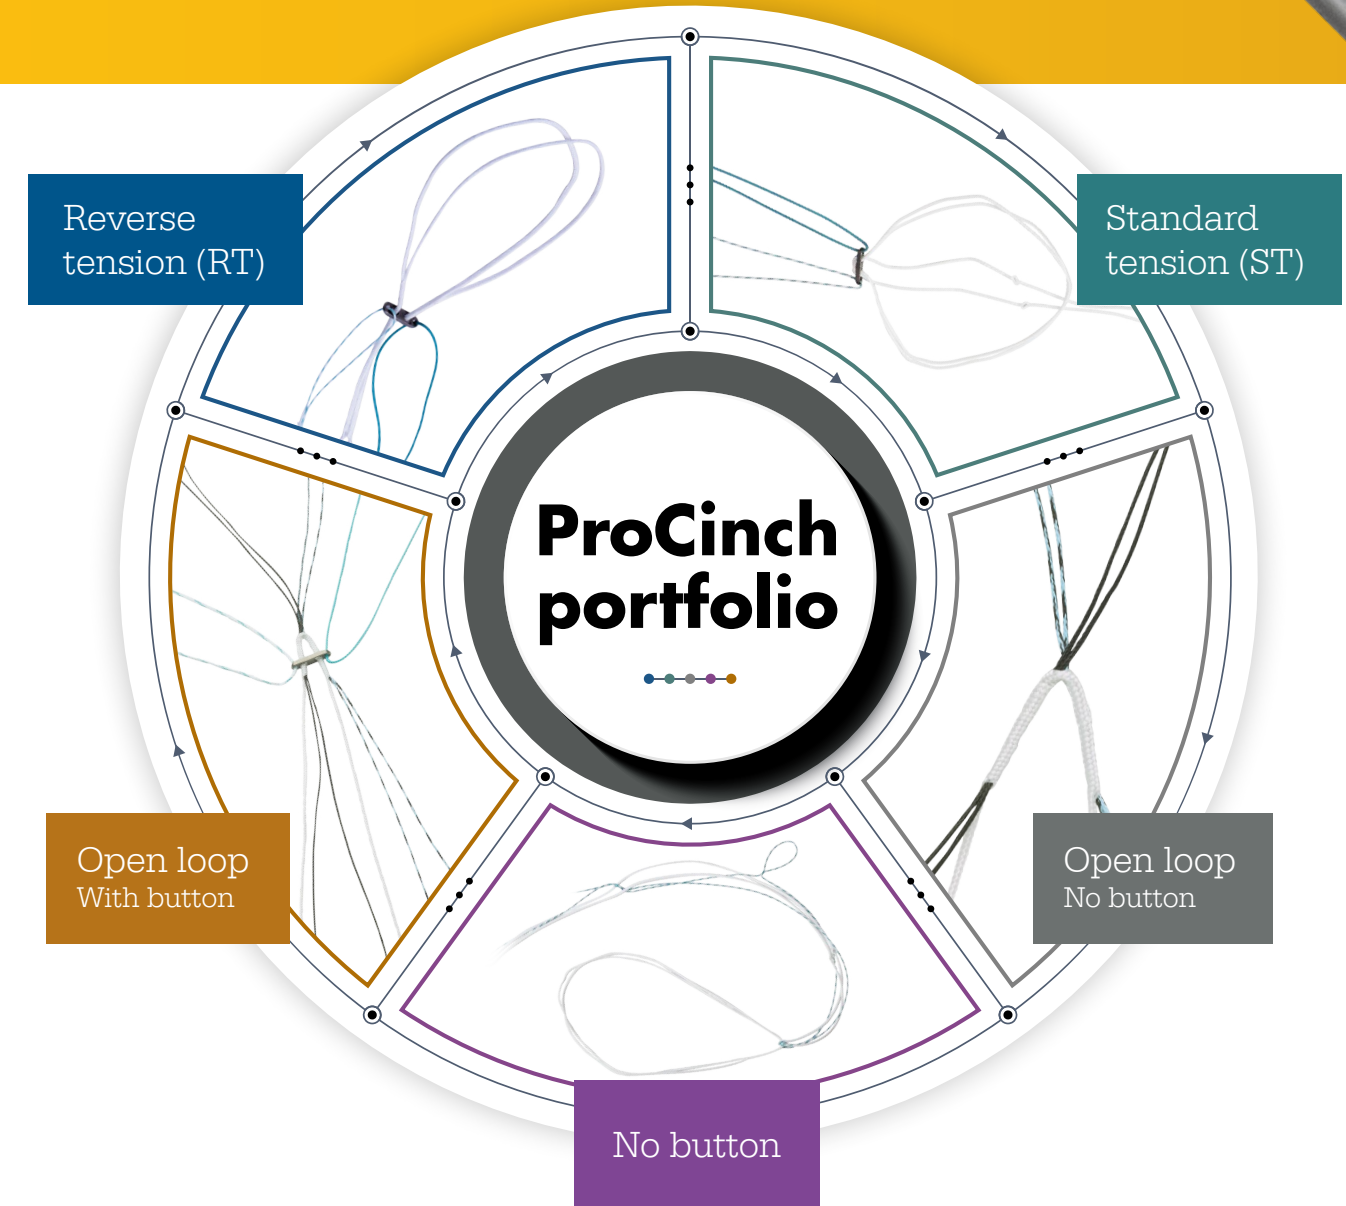 Reverse
tension (RT)
Standard
tension (ST)
ProCinch
portfolio
Open loop
With button
Open loop
No button
No button